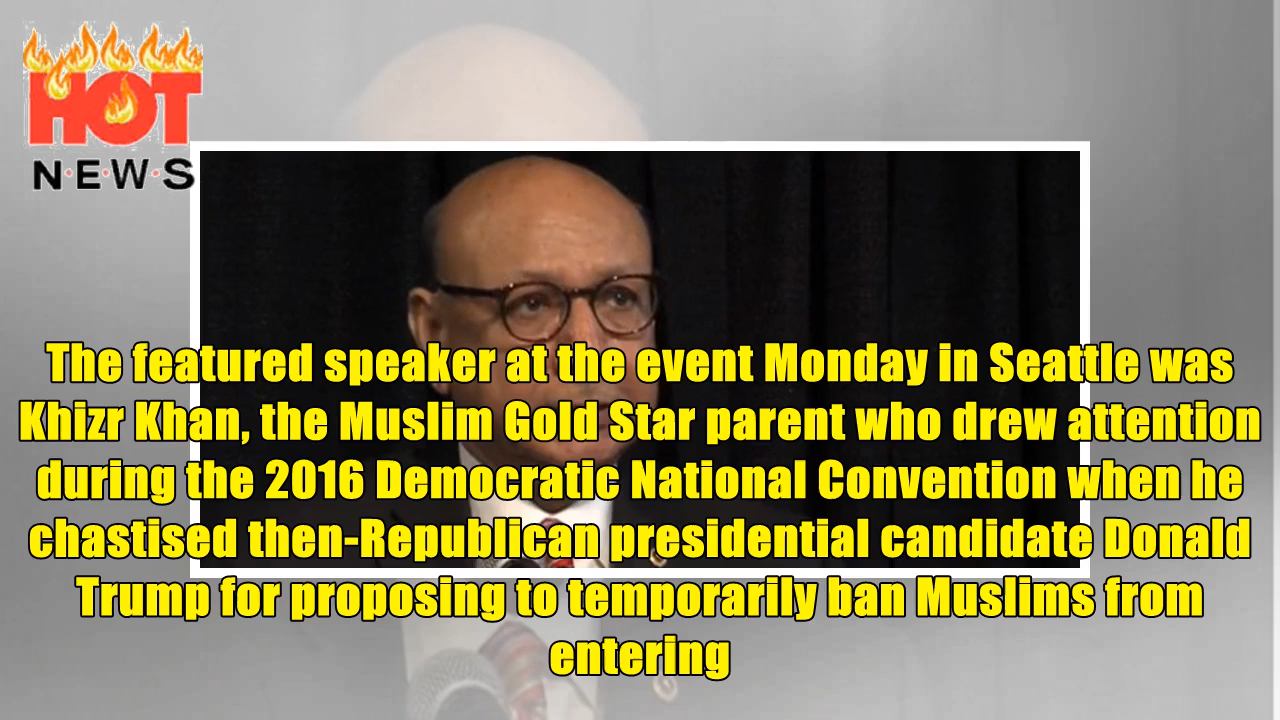 HOT
N·E·W·S
The featured speaker at the event Monday in Seattle was
Khizr Khan, the Muslim Gold Star parent who drew attention
during the 2016 Democratic National Convention when he
chastised then-Republican presidential candidate Donald
Trump for proposing to temporarily ban Muslims from
entering